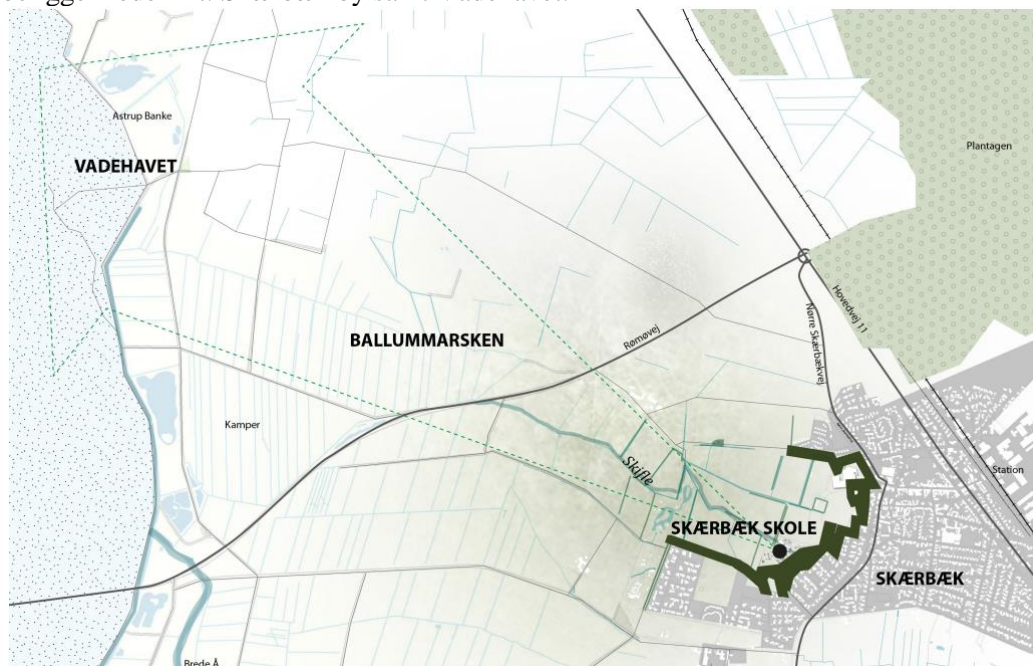 Astrup Banke
VADEHAVET
Plantagen
Hovedvej 11
Nørre Skærbækvej
Rømøvej
BALLUMMARSKEN
Kamper
Skifle
Station
SKÆRBÆK SKOLE
SKÆRBÆK
Brede Å